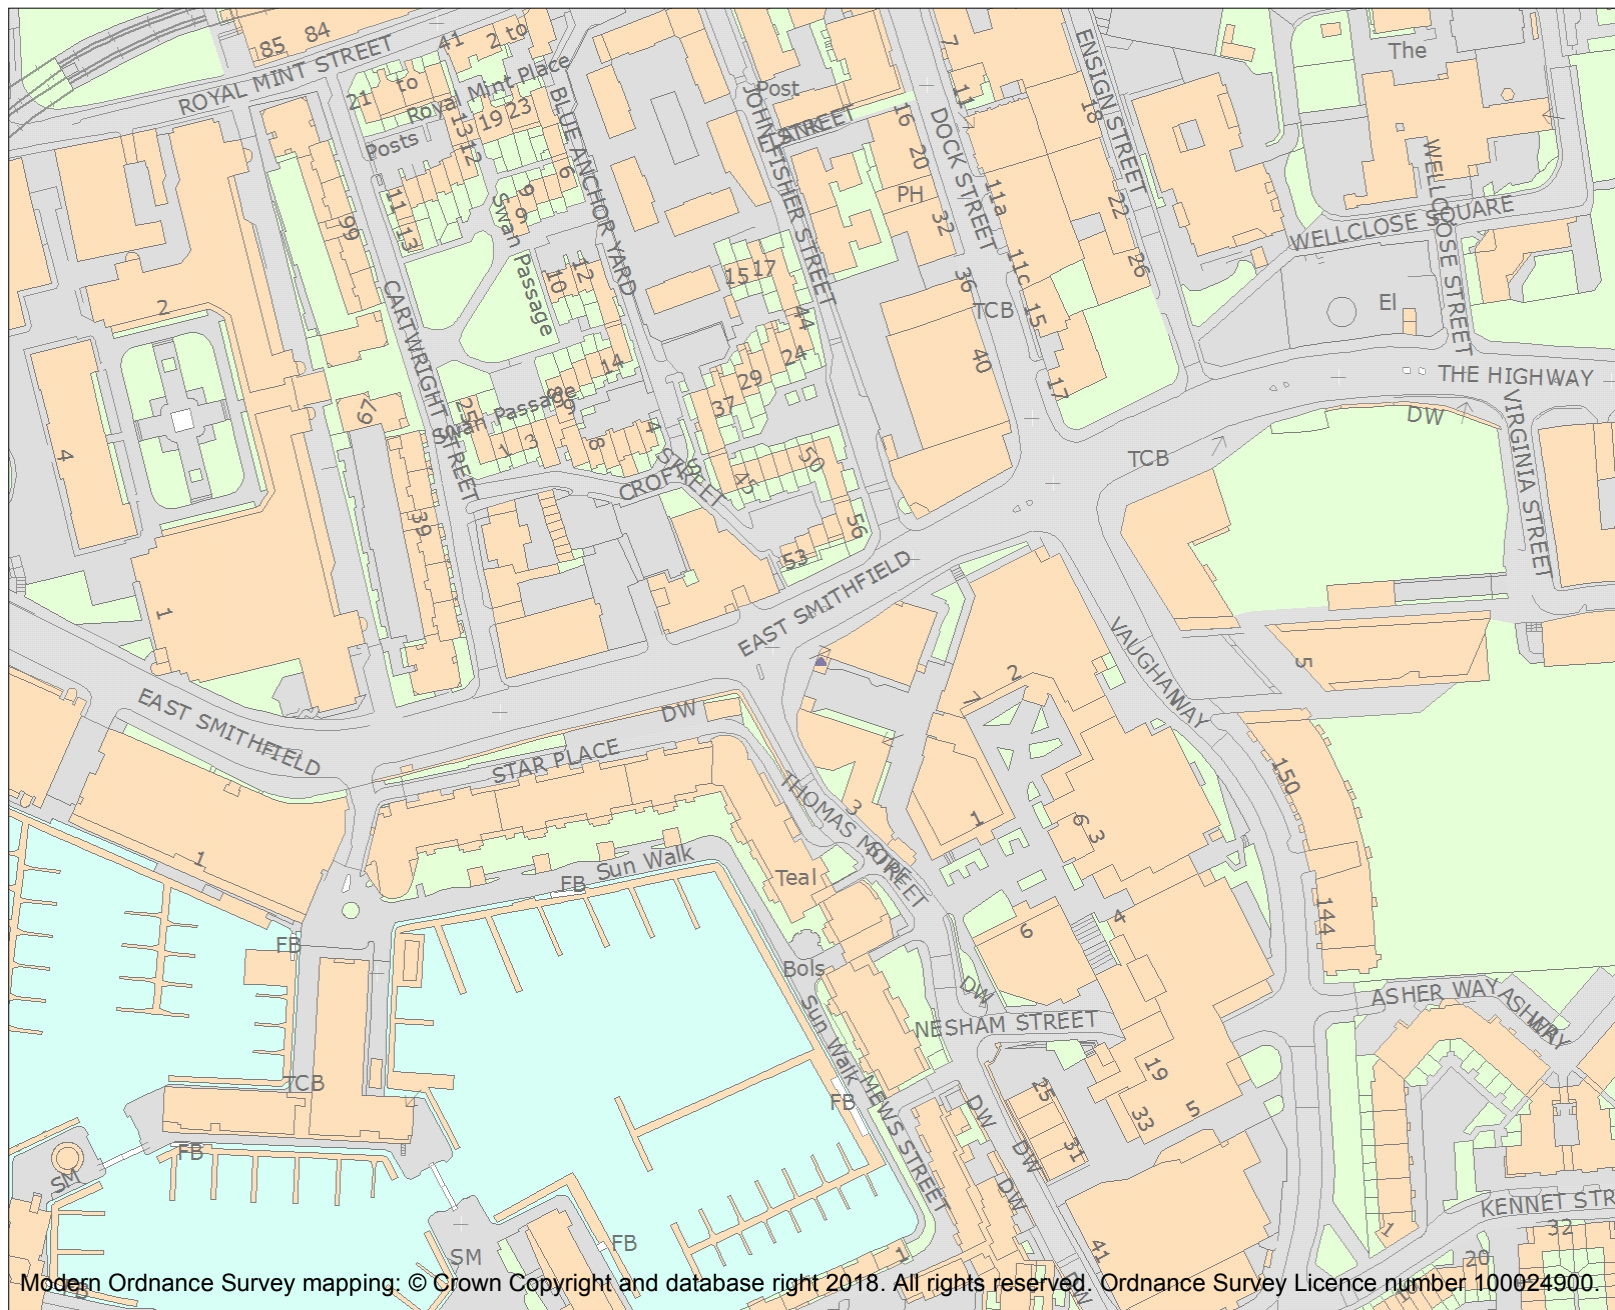 85 84
41
2 to
ROYAL MINT STREET
21
to
Royal Mint Place
13
19 23
12
Posts
BLUE ANCHOR YARD
6
9
9
11
13
99
Swan Passage
10
12
2
CARTWRIGHT STREET
4
67
25
Swan Passage
1
3
8
4
14
Post
JOHN FISHER STREET
STREET
16
20
PH
32
7
11
DOCK STREET
11a
11c
15
17
36
TCB
40
ENSIGN STREET
18
22
26
The
WELLCLOSE SQUARE
WELLCLOSE STREET
El
THE HIGHWAY
DW
TCB
VIRGINIA STREET
15 17
44
24
29
37
50
45
56
53
CROFT
STREET
39
1
EAST SMITHFIELD
EAST SMITHFIELD
VAUGHAN WAY
5
2
7
DW
STAR PLACE
THOMAS MORE
STREET
3
1
6
3
150
144
1
Sun Walk
FB
Teal
FB
Bols
6
4
DW
NESHAM STREET
ASHER WAY
ASHER
WAY
Sun Walk
TCB
FB
MEWS STREET
25
31
19
5
33
DW
DW
DW
FB
SM
SM
FB
1
41
DW
KENNET STR
32
20
1
Modern Ordnance Survey mapping: © Crown Copyright and database right 2018. All rights reserved. Ordnance Survey Licence number 100024900.